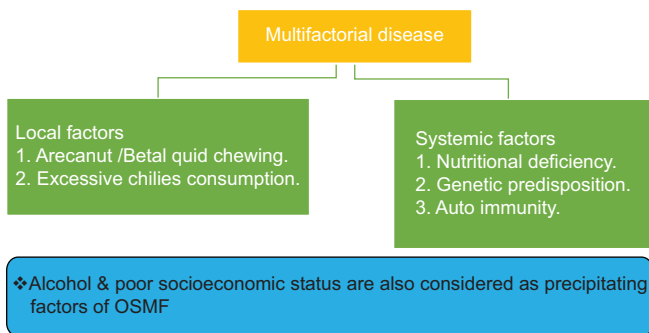 Multifactorial disease
Local factors
1. Arecanut /Betal quid chewing.
2. Excessive chilies consumption.
Systemic factors
1. Nutritional deficiency.
2. Genetic predisposition.
3. Auto immunity.
❖Alcohol & poor socioeconomic status are also considered as precipitating
factors of OSMF